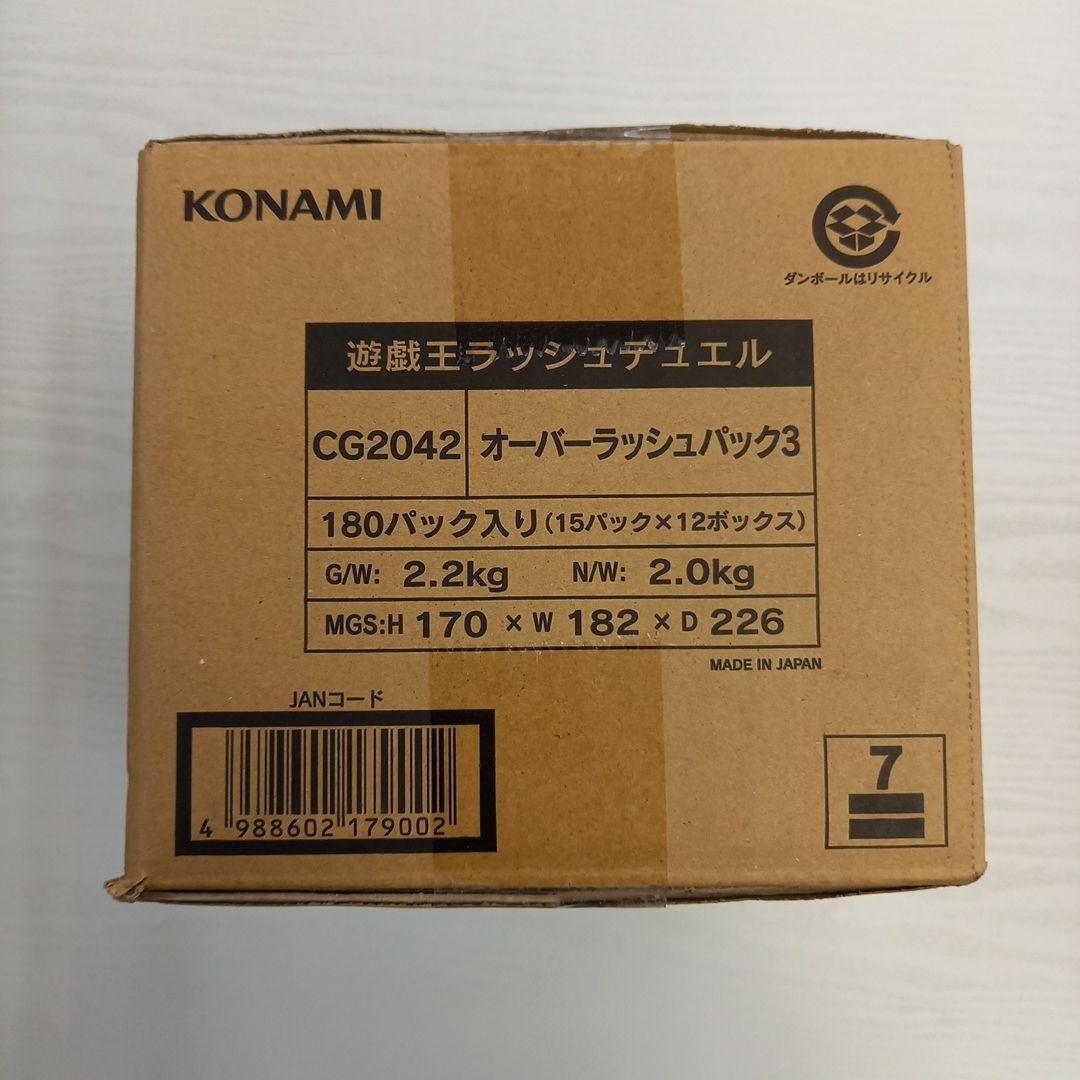 KONAMI
ダンボールはリサイクル
遊戯王ラッシュデュエル
CG2042 オーバーラッシュパック3
180パック入り(15パック×12ボックス)
G/W: 2.2kg N/W: 2.0kg
MGS:H 170 × W 182 × D 226
MADE IN JAPAN
JANコード
4 988602 179002
7